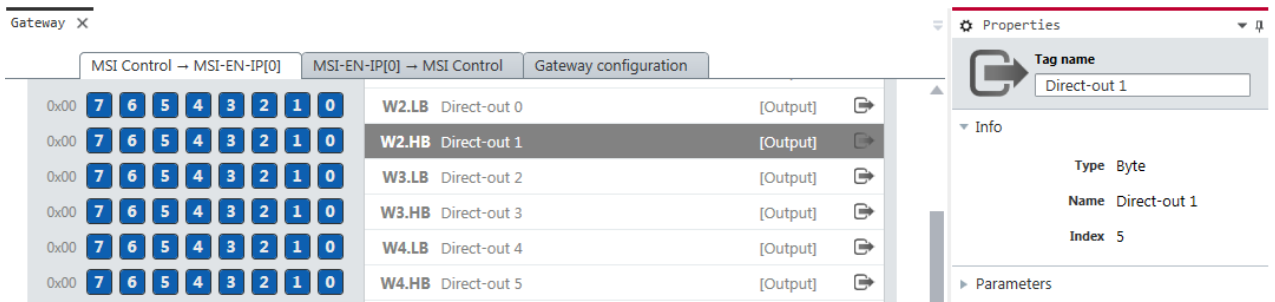 Gateway
MSI Control → MSI-EN-IP[0] MSI-EN-IP[0] → MSI Control Gateway configuration
0x00 7 6 5 4 3 2 1 0 W2.LB Direct-out 0 [Output]
0x00 7 6 5 4 3 2 1 0 W2.HB Direct-out 1 [Output]
0x00 7 6 5 4 3 2 1 0 W3.LB Direct-out 2 [Output]
0x00 7 6 5 4 3 2 1 0 W3.HB Direct-out 3 [Output]
0x00 7 6 5 4 3 2 1 0 W4.LB Direct-out 4 [Output]
0x00 7 6 5 4 3 2 1 0 W4.HB Direct-out 5 [Output]
Properties
Tag name
Direct-out 1
Info
Type Byte
Name Direct-out 1
Index 5
Parameters